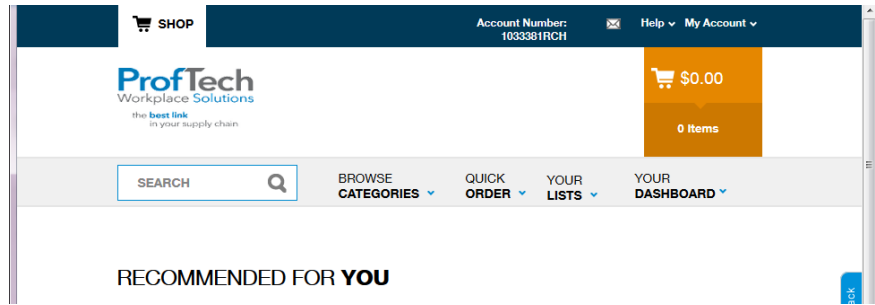 SHOP
Account Number:
1033381RCH
Help
My Account
ProfTech
Workplace Solutions
the best link
in your supply chain
$0.00
0 Items
SEARCH
BROWSE
CATEGORIES
QUICK
ORDER
YOUR
LISTS
YOUR
DASHBOARD
RECOMMENDED FOR YOU